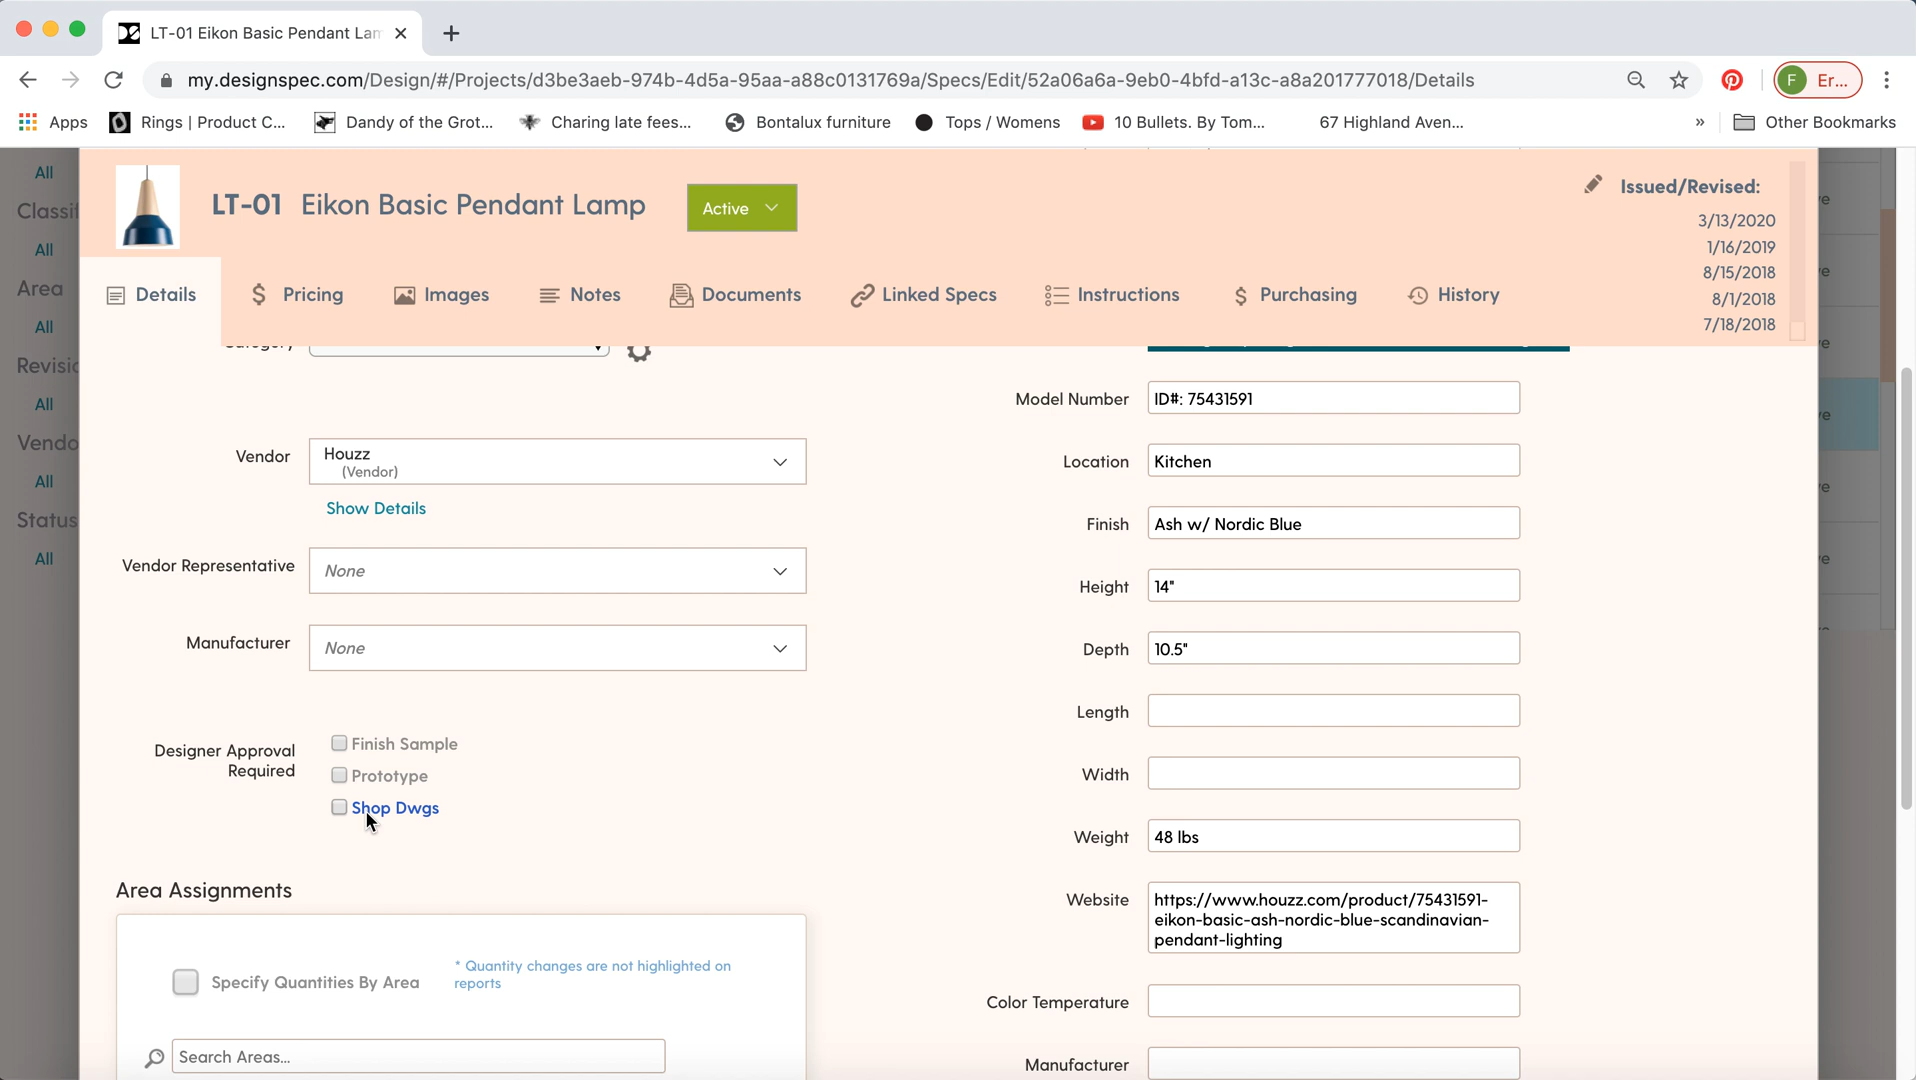 LT-01 Eikon Basic Pendant Lam
my.designspec.com/Design/#/Projects/d3be3aeb-974b-4d5a-95aa-a88c0131769a/Specs/Edit/52a06a6a-9eb0-4bfd-a13c-a8a201777018/Details
F Er...
Apps
Rings | Product C...
Dandy of the Grot...
Charing late fees...
Bontalux furniture
Tops / Womens
10 Bullets. By Tom...
67 Highland Aven...
»
Other Bookmarks
All
Classif
All
Area
All
Revisio
All
Vendo
All
Status
All
LT-01 Eikon Basic Pendant Lamp
Active
Issued/Revised:
3/13/2020
1/16/2019
8/15/2018
8/1/2018
7/18/2018
Details
Pricing
Images
Notes
Documents
Linked Specs
Instructions
Purchasing
History
Category
Vendor
Houzz
(Vendor)
Show Details
Vendor Representative
None
Manufacturer
None
Designer Approval
Required
Finish Sample
Prototype
Shop Dwgs
Area Assignments
Specify Quantities By Area
* Quantity changes are not highlighted on
reports
Search Areas...
Model Number
ID#: 75431591
Location
Kitchen
Finish
Ash w/ Nordic Blue
Height
14"
Depth
10.5"
Length
Width
Weight
48 lbs
Website
https://www.houzz.com/product/75431591-
eikon-basic-ash-nordic-blue-scandinavian-
pendant-lighting
Color Temperature
Manufacturer